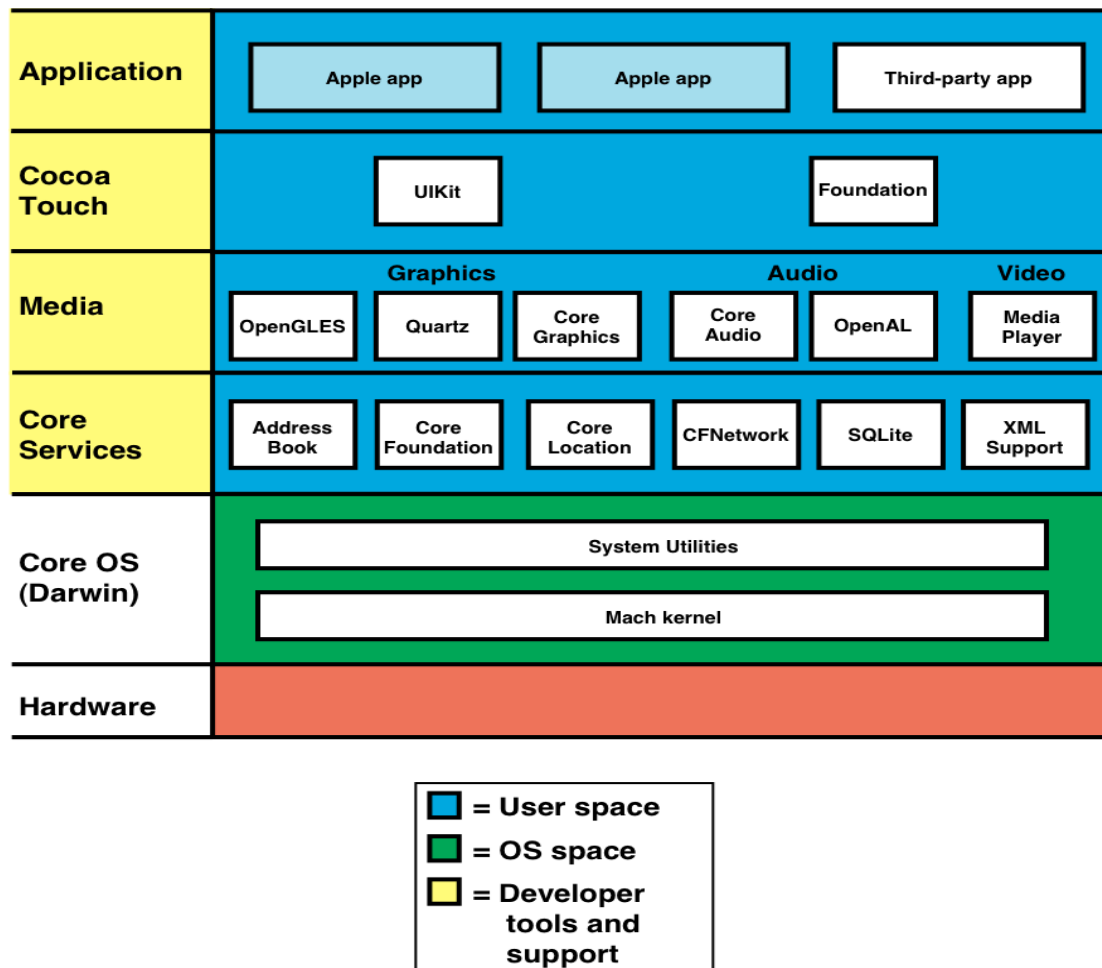 Application
Apple app
Apple app
Third-party app
Cocoa
Touch
UIKit
Foundation
Media
Graphics
Audio
Video
OpenGLES
Quartz
Core
Graphics
Core
Audio
OpenAL
Media
Player
Core
Services
Address
Book
Core
Foundation
Core
Location
CFNetwork
SQLite
XML
Support
Core OS
(Darwin)
System Utilities
Mach kernel
Hardware
= User space
= OS space
= Developer
tools and
support